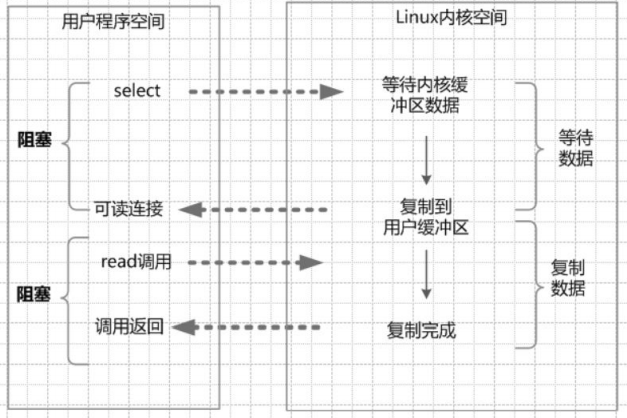 用户程序空间
Linux内核空间
select
等待内核缓
冲区数据
阻塞
等待
数据
可读连接
复制到
用户缓冲区
read调用
阻塞
复制
数据
调用返回
复制完成